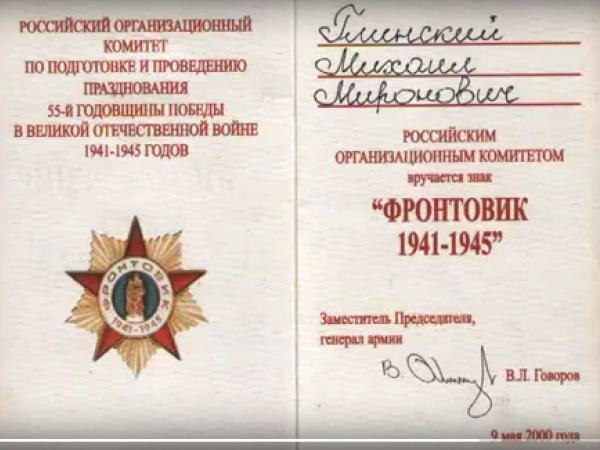 РОССИЙСКИЙ ОРГАНИЗАЦИОННЫЙ
КОМИТЕТ
ПО ПОДГОТОВКЕ И ПРОВЕДЕНИЮ
ПРАЗДНОВАНИЯ
55-й ГОДОВЩИНЫ ПОБЕДЫ
В ВЕЛИКОЙ ОТЕЧЕСТВЕННОЙ ВОЙНЕ
1941-1945 ГОДОВ
ФРОНТОВИК
1941-1945
Глинский
Михаил
Миронович
РОССИЙСКИМ
ОРГАНИЗАЦИОННЫМ КОМИТЕТОМ
вручается знак
“ФРОНТОВИК
1941-1945”
Заместитель Председателя,
генерал армии
В.Л. Говоров
9 мая 2000 года